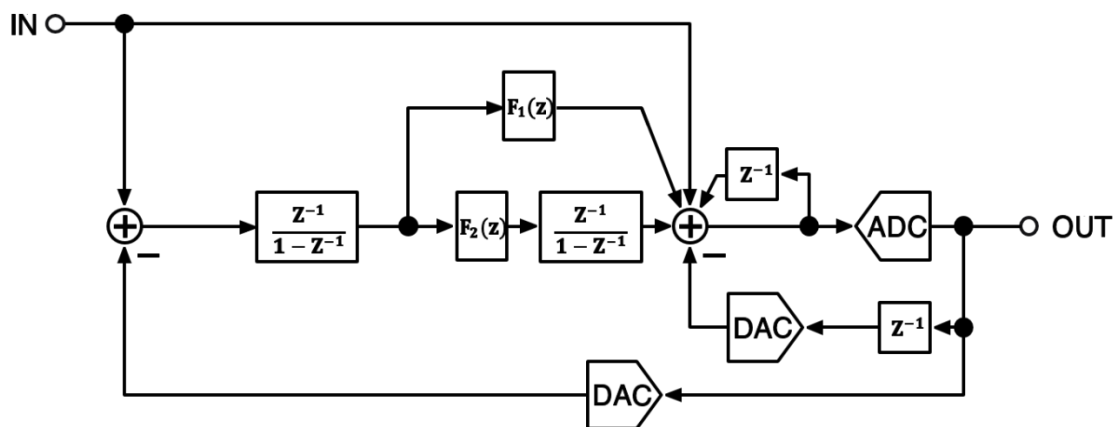 IN
F₁(z)
z⁻¹
z⁻¹
1 − z⁻¹
F₂(z)
z⁻¹
1 − z⁻¹
ADC
OUT
DAC
z⁻¹
DAC